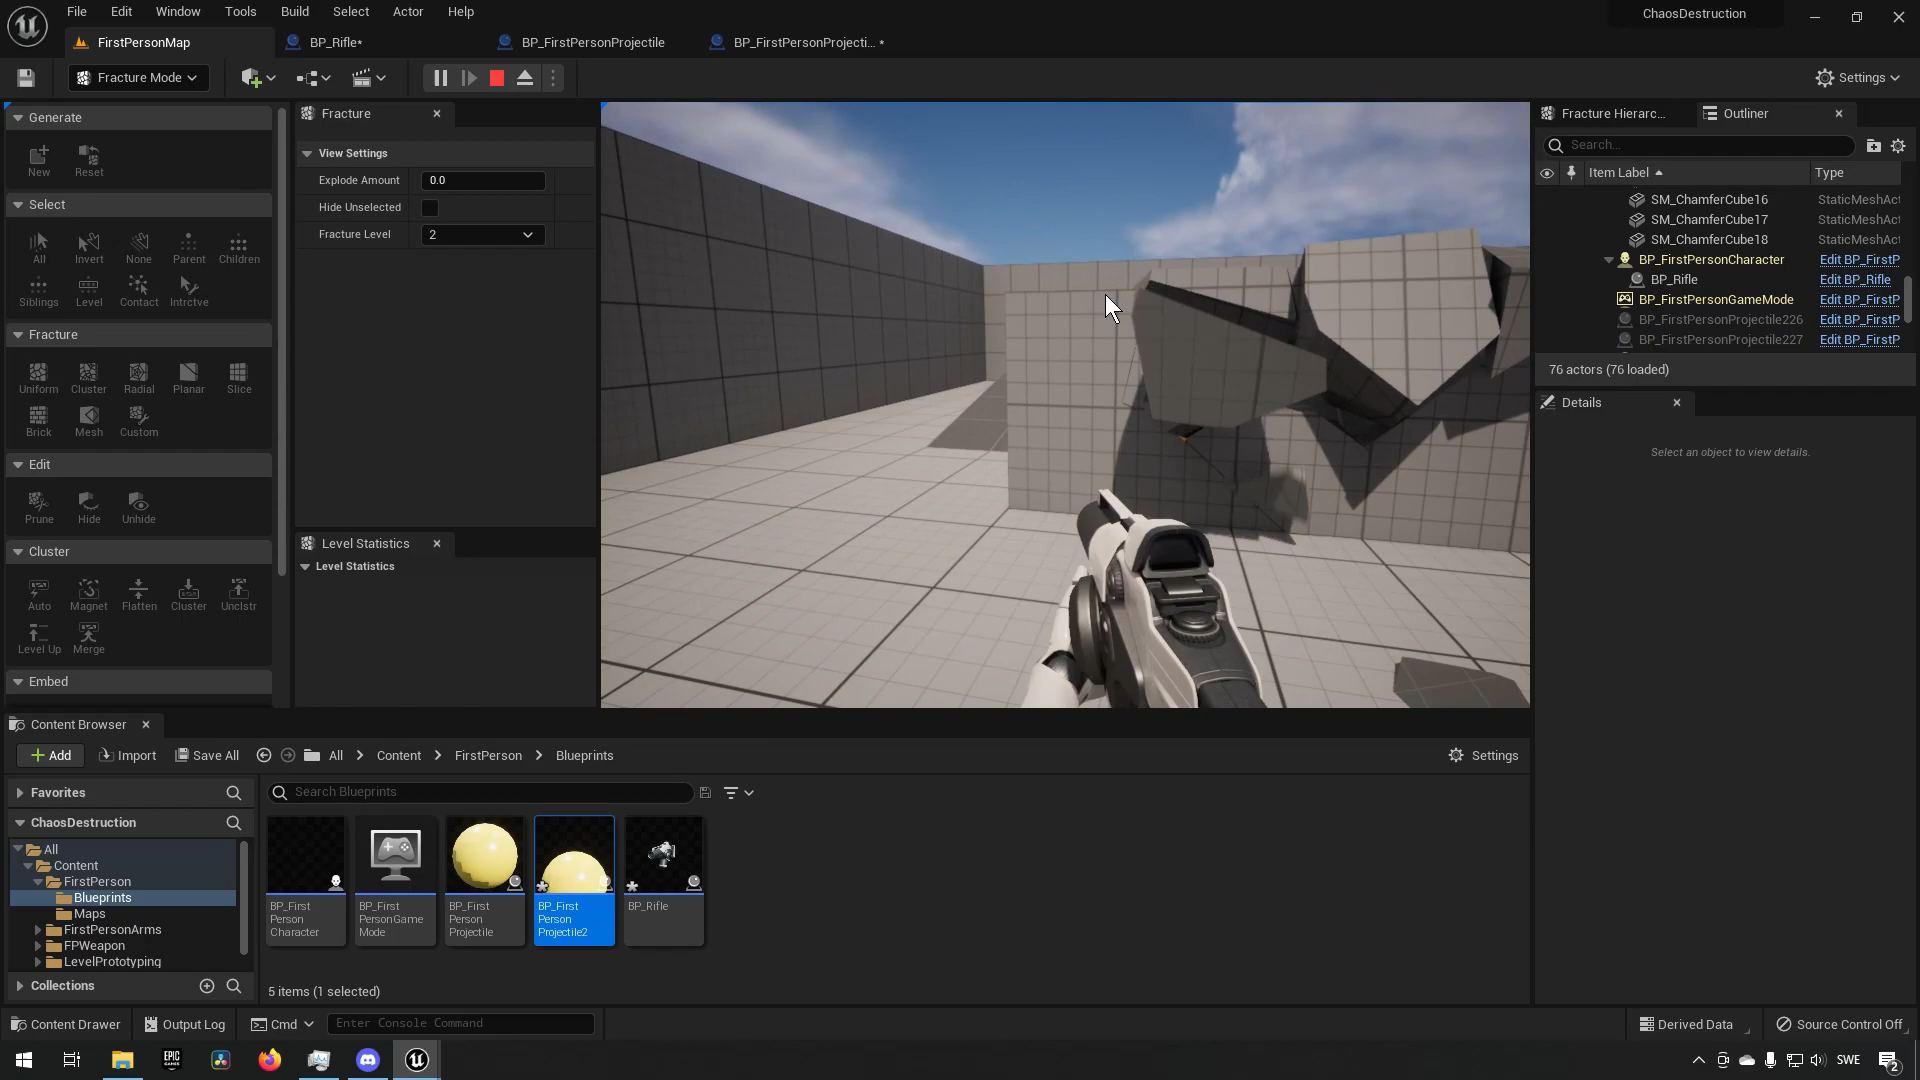 File Edit Window Tools Build Select Actor Help
ChaosDestruction
FirstPersonMap
BP_Rifle*
BP_FirstPersonProjectile
BP_FirstPersonProjecti... *
Fracture Mode
Settings
Generate
New
Reset
Select
All
Invert
None
Parent
Children
Siblings
Level
Contact
Intrctve
Fracture
Uniform
Cluster
Radial
Planar
Slice
Brick
Mesh
Custom
Edit
Prune
Hide
Unhide
Cluster
Auto
Magnet
Flatten
Cluster
Unclstr
Level Up
Merge
Embed
Fracture
View Settings
Explode Amount
0.0
Hide Unselected
Fracture Level
2
Level Statistics
Level Statistics
Fracture Hierarc...
Outliner
Search...
Item Label
Type
SM_ChamferCube16
StaticMeshAct
SM_ChamferCube17
StaticMeshAct
SM_ChamferCube18
StaticMeshAct
BP_FirstPersonCharacter
Edit BP_FirstP
BP_Rifle
Edit BP_Rifle
BP_FirstPersonGameMode
Edit BP_FirstP
BP_FirstPersonProjectile226
Edit BP_FirstP
BP_FirstPersonProjectile227
Edit BP_FirstP
76 actors (76 loaded)
Details
Select an object to view details.
Content Browser
Add
Import
Save All
All
Content
FirstPerson
Blueprints
Settings
Favorites
ChaosDestruction
All
Content
FirstPerson
Blueprints
Maps
FirstPersonArms
FPWeapon
LevelPrototyping
Collections
Search Blueprints
BP_First
Person
Character
BP_First
PersonGame
Mode
BP_First
Person
Projectile
BP_First
Person
Projectile2
BP_Rifle
5 items (1 selected)
Content Drawer
Output Log
Cmd
Enter Console Command
Derived Data
Source Control Off
EPIC
GAMES
SWE
2